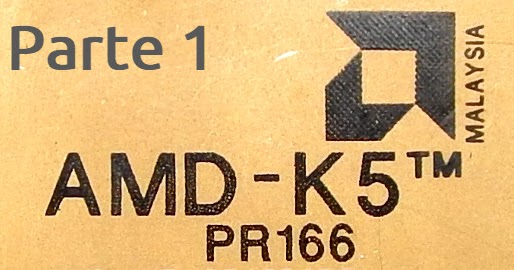 Parte 1
MALAYSIA
AMD-K5™
PR166